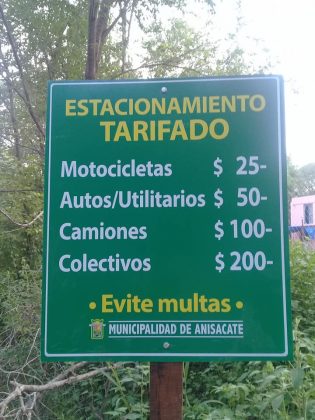 ESTACIONAMIENTO
TARIFADO
Motocicletas $ 25-
Autos/Utilitarios $ 50-
Camiones $ 100-
Colectivos $ 200-
• Evite multas •
MUNICIPALIDAD DE ANISACATE